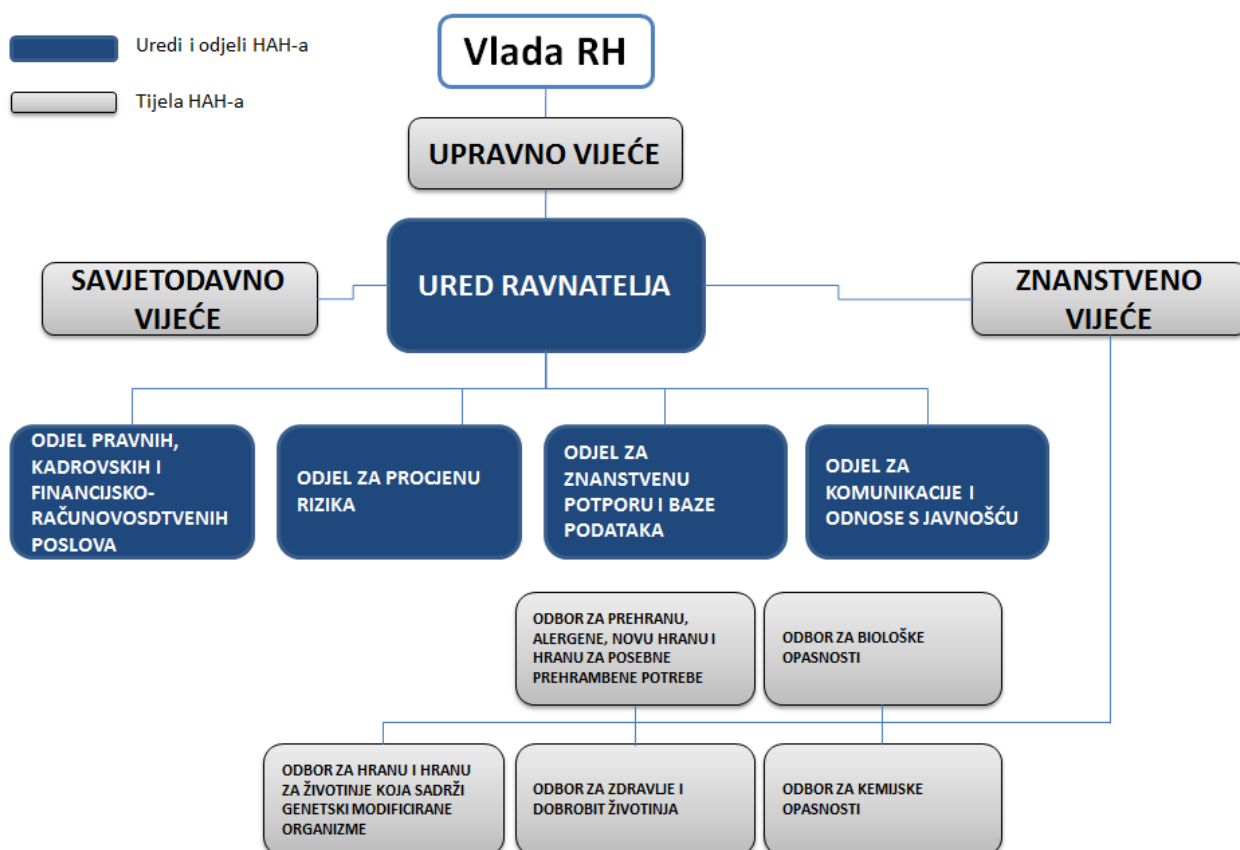 Uredi i odjeli HAH-a
Tijela HAH-a
Vlada RH
UPRAVNO VIJEĆE
URED RAVNATELJA
SAVJETODAVNO
VIJEĆE
ZNANSTVENO
VIJEĆE
ODJEL PRAVNIH,
KADROVSKIH I
FINANCIJSKO-
RAČUNOVOSDTVENIH
POSLOVA
ODJEL ZA PROCJENU
RIZIKA
ODJEL ZA
ZNANSTVENU
POTPORU I BAZE
PODATAKA
ODJEL ZA
KOMUNIKACIJE I
ODNOSE S JAVNOŠĆU
ODBOR ZA PREHRANU,
ALERGENE, NOVU HRANU I
HRANU ZA POSEBNE
PREHRAMBENE POTREBE
ODBOR ZA BIOLOŠKE
OPASNOSTI
ODBOR ZA HRANU I HRANU
ZA ŽIVOTINJE KOJA SADRŽI
GENETSKI MODIFICIRANE
ORGANIZME
ODBOR ZA ZDRAVLJE I
DOBROBIT ŽIVOTINJA
ODBOR ZA KEMIJSKE
OPASNOSTI